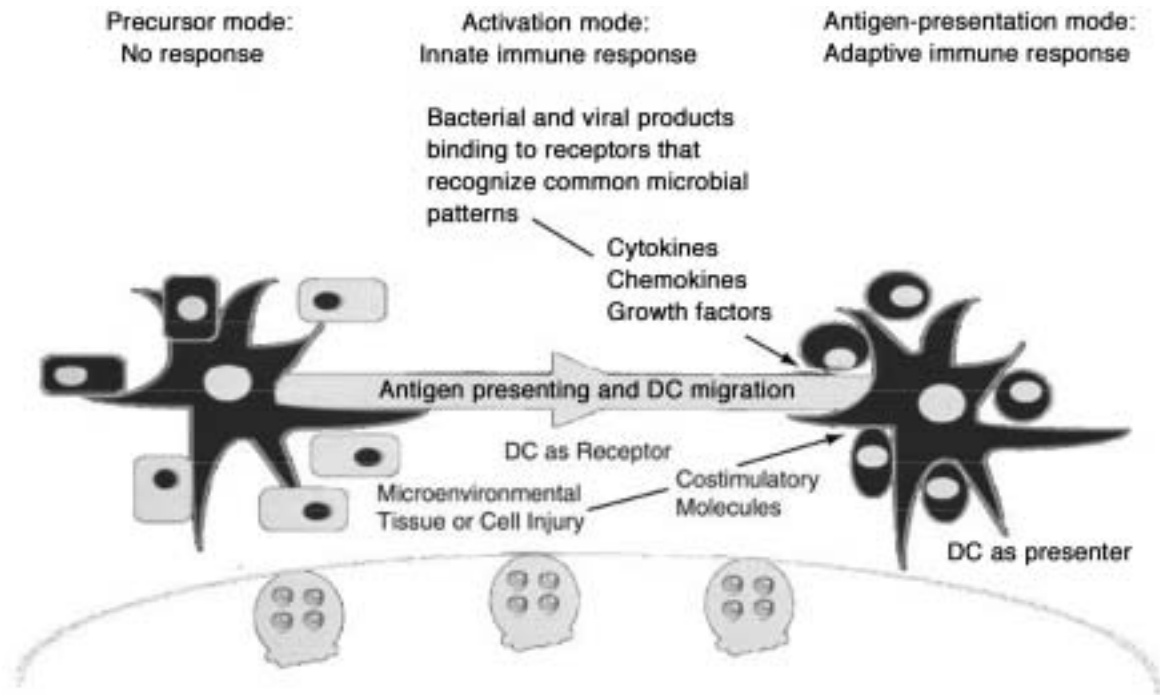 Precursor mode:
No response
Activation mode:
Innate immune response
Antigen-presentation mode:
Adaptive immune response
Bacterial and viral products
binding to receptors that
recognize common microbial
patterns
Cytokines
Chemokines
Growth factors
Antigen presenting and DC migration
DC as Receptor
Microenvironmental
Tissue or Cell Injury
Costimulatory
Molecules
DC as presenter